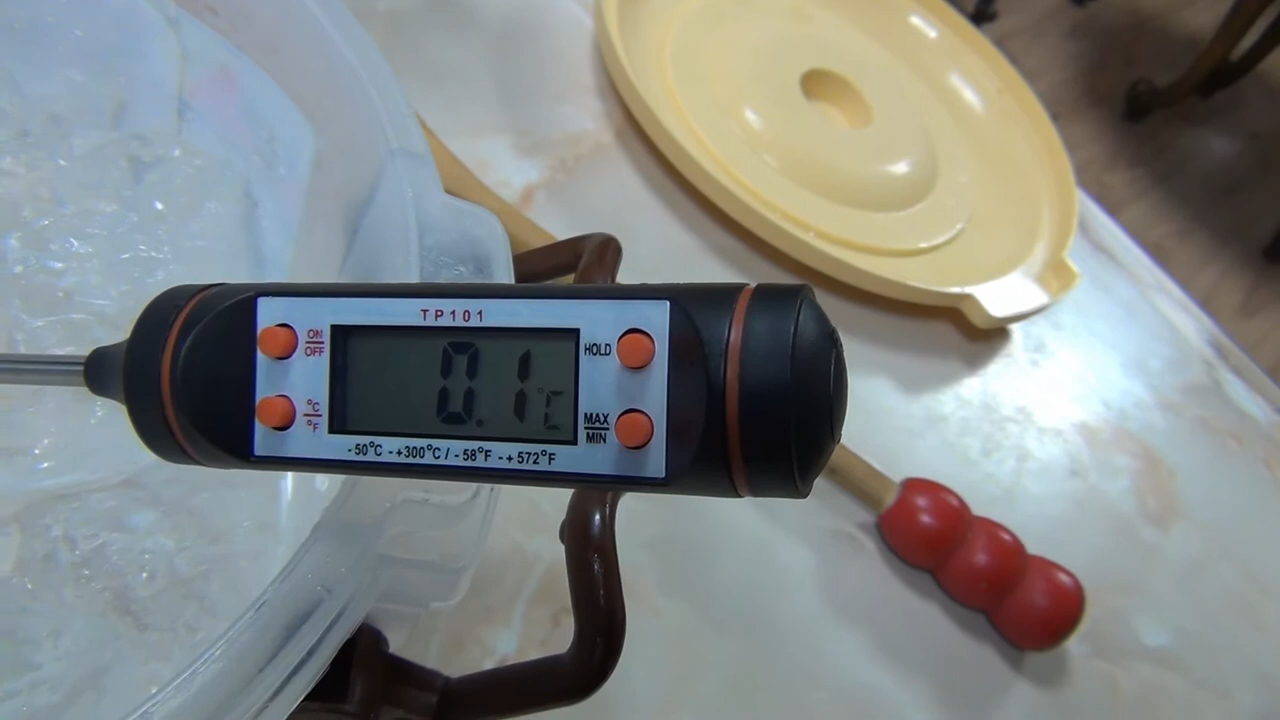 TP101
ON
OFF
°C
°F
0.1 °C
HOLD
MAX
MIN
-50°C -+300°C / -58°F -+572°F